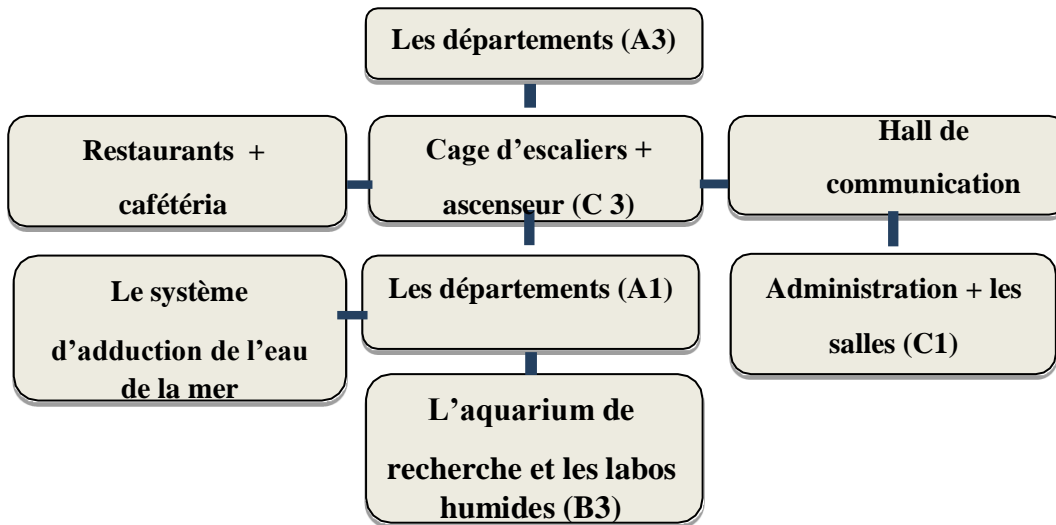 Les départements (A3)
Restaurants +
cafétéria
Cage d’escaliers +
ascenseur (C 3)
Hall de
communication
Le système
d’adduction de l’eau
de la mer
Les départements (A1)
Administration + les
salles (C1)
L’aquarium de
recherche et les labos
humides (B3)